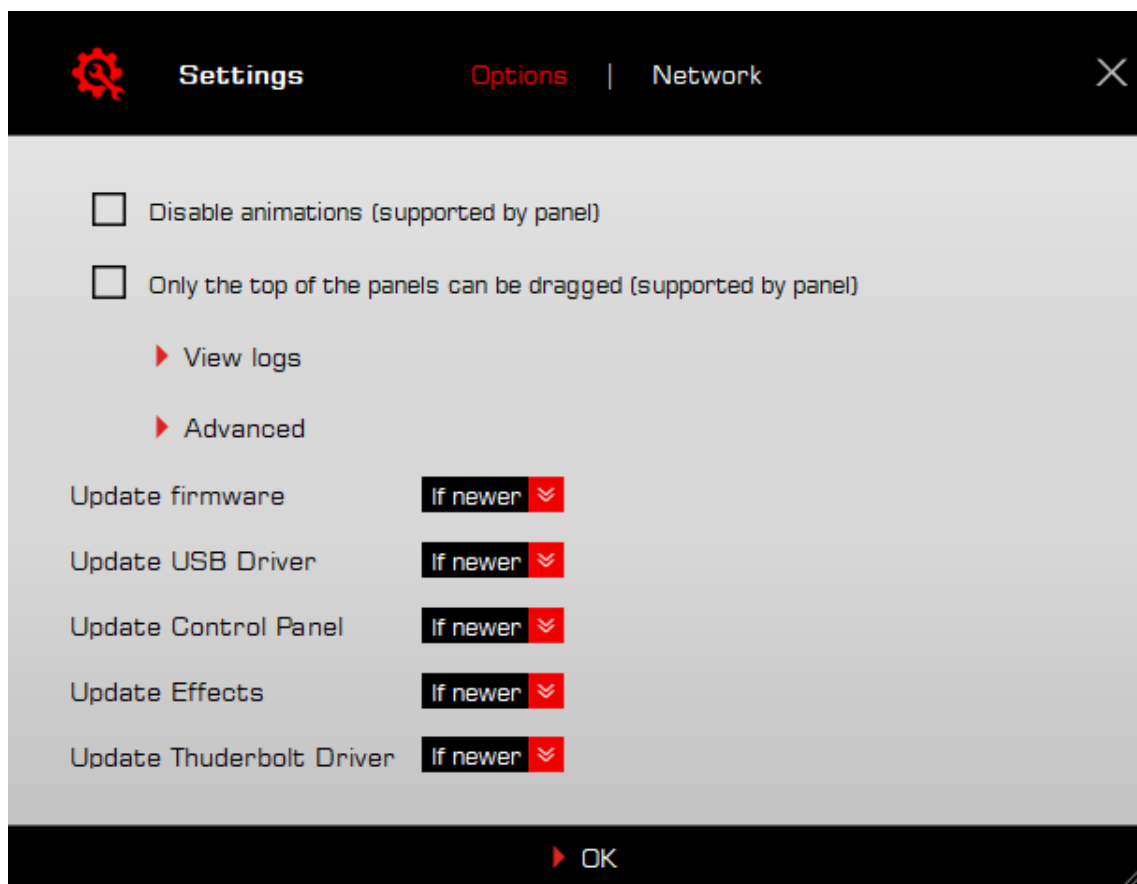 Settings Options | Network
Disable animations (supported by panel)
Only the top of the panels can be dragged (supported by panel)
View logs
Advanced
Update firmware If newer
Update USB Driver If newer
Update Control Panel If newer
Update Effects If newer
Update Thuderbolt Driver If newer
OK